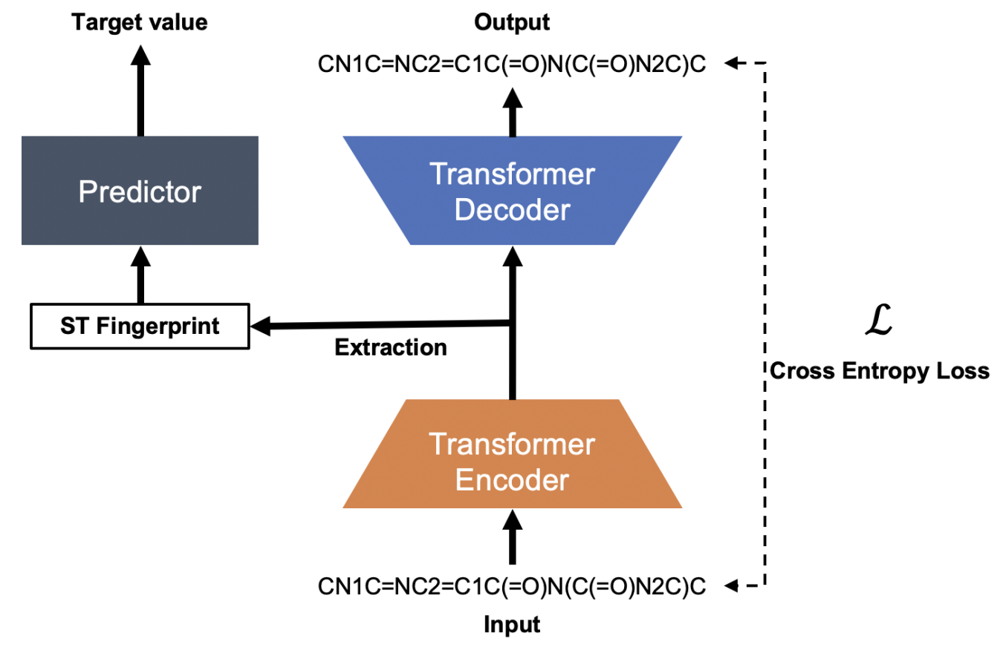 Target value
Output
CN1C=NC2=C1C(=O)N(C(=O)N2C)C
Predictor
Transformer
Decoder
ST Fingerprint
Extraction
ℒ
Cross Entropy Loss
Transformer
Encoder
CN1C=NC2=C1C(=O)N(C(=O)N2C)C
Input